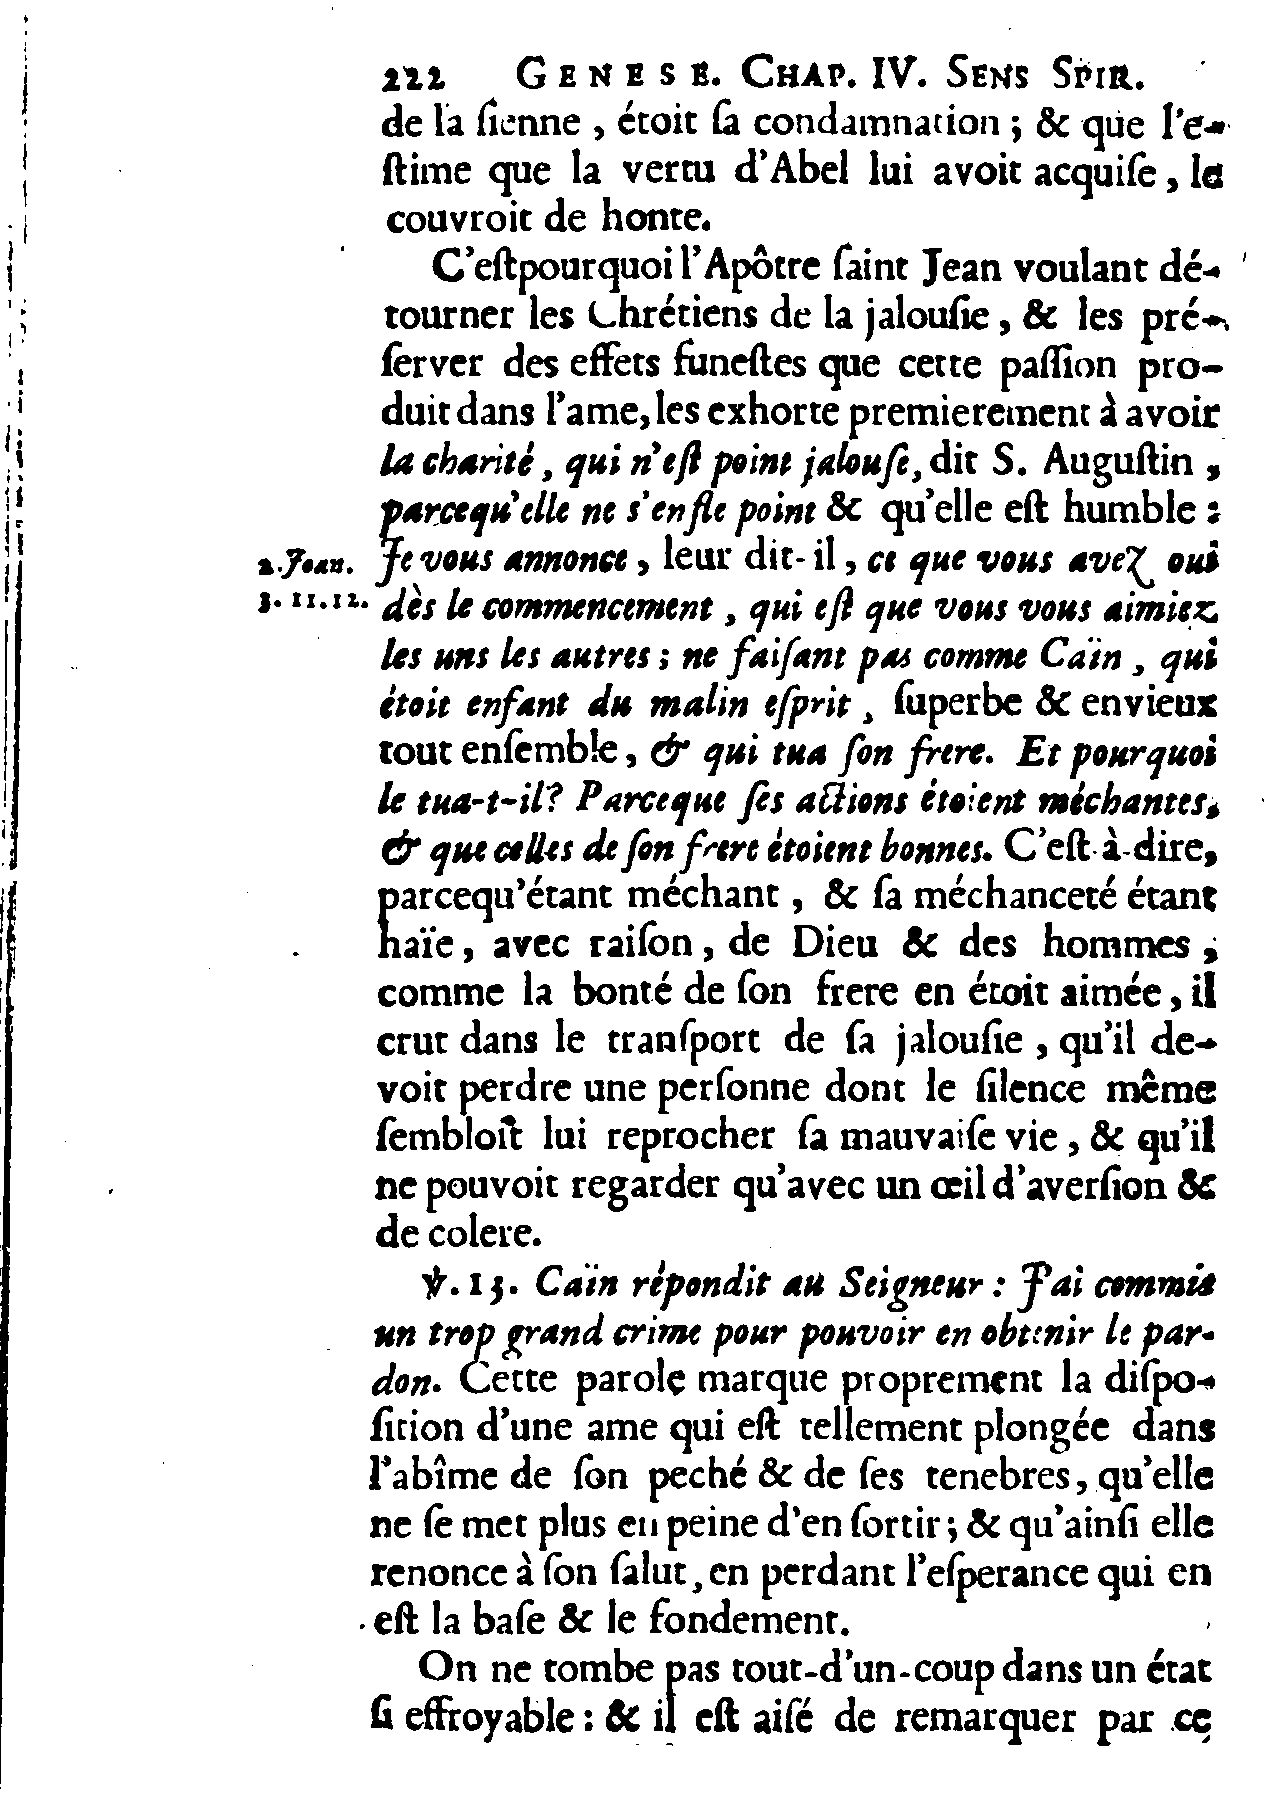 222 GENESE. CHAP. IV. SENS SPIR.
de la ſienne, étoit ſa condamnation; & que l'e-
ſtime que la vertu d'Abel lui avoit acquiſe, le
couvroit de honte.
C'eſtpourquoi l'Apôtre ſaint Jean voulant dé-
tourner les Chrétiens de la jalouſie, & les pré-
ſerver des effets funeſtes que cette paſſion pro-
duit dans l'ame, les exhorte premierement à avoir
la charité, qui n'eſt point jalouſe, dit S. Auguſtin,
parcequ'elle ne s'enfle point & qu'elle eſt humble:
2. Joan. Je vous annonce, leur dit-il, ce que vous avez oui
3. 11. 12. dès le commencement, qui eſt que vous vous aimiez
les uns les autres; ne faiſant pas comme Caïn, qui
étoit enfant du malin eſprit, ſuperbe & envieux
tout enſemble, & qui tua ſon frere. Et pourquoi
le tua-t-il? Parceque ſes actions étoient méchantes,
& que celles de ſon frere étoient bonnes. C'eſt-à-dire,
parcequ'étant méchant, & ſa méchanceté étant
haïe, avec raiſon, de Dieu & des hommes,
comme la bonté de ſon frere en étoit aimée, il
crut dans le tranſport de ſa jalouſie, qu'il de-
voit perdre une perſonne dont le ſilence même
ſembloit lui reprocher ſa mauvaiſe vie, & qu'il
ne pouvoit regarder qu'avec un œil d'averſion &
de colere.
℣. 13. Caïn répondit au Seigneur: J'ai commis
un trop grand crime pour pouvoir en obtenir le par-
don. Cette parole marque proprement la diſpo-
ſition d'une ame qui eſt tellement plongée dans
l'abîme de ſon peché & de ſes tenebres, qu'elle
ne ſe met plus en peine d'en ſortir; & qu'ainſi elle
renonce à ſon ſalut, en perdant l'eſperance qui en
eſt la baſe & le fondement.
On ne tombe pas tout-d'un-coup dans un état
ſi effroyable: & il eſt aiſé de remarquer par ce